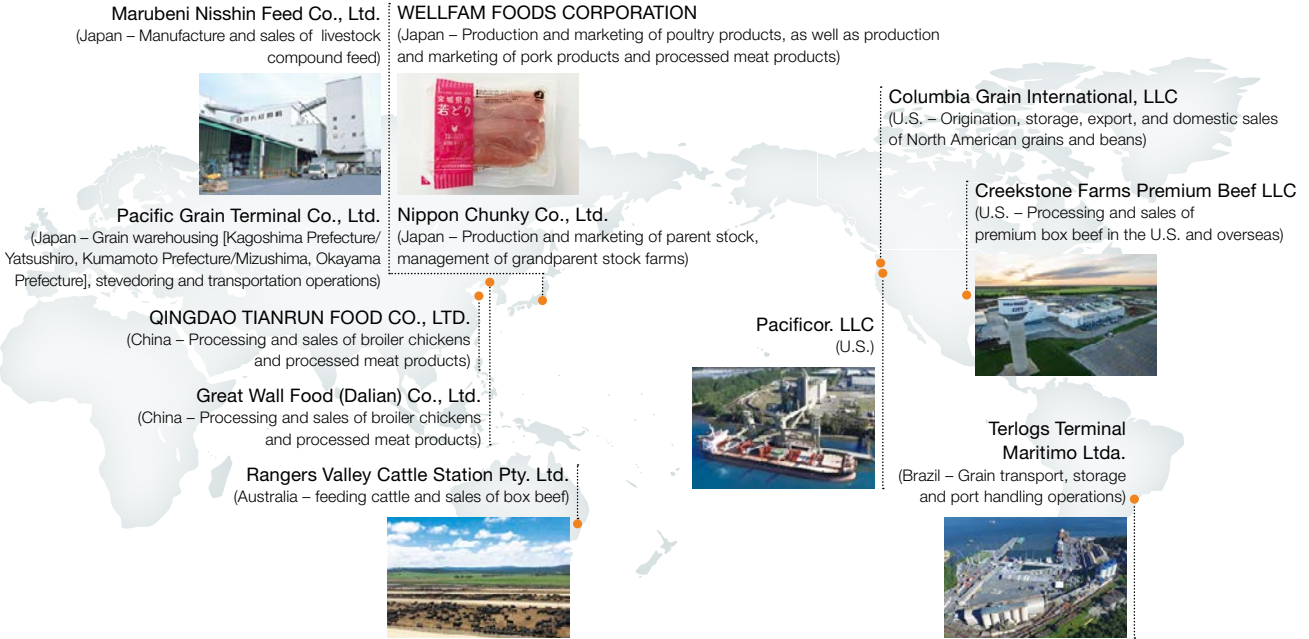 Marubeni Nisshin Feed Co., Ltd.
(Japan – Manufacture and sales of livestock
compound feed)
WELLFAM FOODS CORPORATION
(Japan – Production and marketing of poultry products, as well as production
and marketing of pork products and processed meat products)
宮城県産
若どり
Pacific Grain Terminal Co., Ltd.
(Japan – Grain warehousing [Kagoshima Prefecture/
Yatsushiro, Kumamoto Prefecture/Mizushima, Okayama
Prefecture], stevedoring and transportation operations)
Nippon Chunky Co., Ltd.
(Japan – Production and marketing of parent stock,
management of grandparent stock farms)
QINGDAO TIANRUN FOOD CO., LTD.
(China – Processing and sales of broiler chickens
and processed meat products)
Great Wall Food (Dalian) Co., Ltd.
(China – Processing and sales of broiler chickens
and processed meat products)
Rangers Valley Cattle Station Pty. Ltd.
(Australia – feeding cattle and sales of box beef)
Columbia Grain International, LLC
(U.S. – Origination, storage, export, and domestic sales
of North American grains and beans)
Creekstone Farms Premium Beef LLC
(U.S. – Processing and sales of
premium box beef in the U.S. and overseas)
Pacificor. LLC
(U.S.)
Terlogs Terminal
Maritimo Ltda.
(Brazil – Grain transport, storage
and port handling operations)